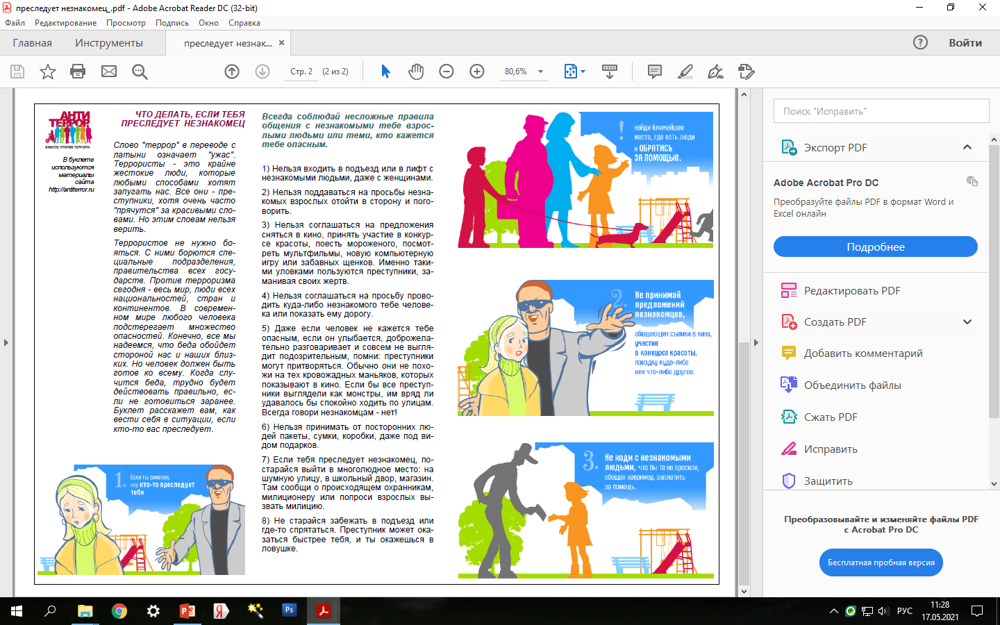 преследует незнакомец_.pdf - Adobe Acrobat Reader DC (32-bit)
Файл Редактирование Просмотр Подпись Окно Справка
Главная Инструменты преследует незнак... × Войти
Стр. 2 (2 из 2) 80,6%
АНТИ
ТЕРРОР
ВМЕСТЕ ПРОТИВ ТЕРРОРА!
В буклете
используются
материалы
сайта
http://antiterror.ru
ЧТО ДЕЛАТЬ, ЕСЛИ ТЕБЯ
ПРЕСЛЕДУЕТ НЕЗНАКОМЕЦ
Слово "террор" в переводе с
латыни означает "ужас".
Террористы - это крайне
жестокие люди, которые
любыми способами хотят
запугать нас. Все они - пре-
ступники, хотя очень часто
"прячутся" за красивыми сло-
вами. Но этим словам нельзя
верить.
Террористов не нужно бо-
яться. С ними борются спе-
циальные подразделения,
правительства всех госу-
дарств. Против терроризма
сегодня - весь мир, люди всех
национальностей, стран и
континентов. В современ-
ном мире любого человека
подстерегает множество
опасностей. Конечно, все мы
надеемся, что беда обойдет
стороной нас и наших близ-
ких. Но человек должен быть
готов ко всему. Когда слу-
чится беда, трудно будет
действовать правильно, ес-
ли не готовиться заранее.
Буклет расскажет вам, как
вести себя в ситуации, если
кто-то вас преследует.
1. Если ты заметил,
что кто-то преследует
тебя
Всегда соблюдай несложные правила
общения с незнакомыми тебе взрос-
лыми людьми или теми, кто кажется
тебе опасным.
1) Нельзя входить в подъезд или в лифт с
незнакомыми людьми, даже с женщинами.
2) Нельзя поддаваться на просьбы незна-
комых взрослых отойти в сторону и пого-
ворить.
3) Нельзя соглашаться на предложения
сняться в кино, принять участие в конкур-
се красоты, поесть мороженого, посмот-
реть мультфильмы, новую компьютерную
игру или забавных щенков. Именно таки-
ми уловками пользуются преступники, за-
манивая своих жертв.
4) Нельзя соглашаться на просьбу прово-
дить куда-либо незнакомого тебе челове-
ка или показать ему дорогу.
5) Даже если человек не кажется тебе
опасным, если он улыбается, доброжела-
тельно разговаривает и совсем не выгля-
дит подозрительным, помни: преступники
могут притворяться. Обычно они не похо-
жи на тех кровожадных маньяков, которых
показывают в кино. Если бы все преступ-
ники выглядели как монстры, им вряд ли
удавалось бы спокойно ходить по улицам.
Всегда говори незнакомцам - нет!
6) Нельзя принимать от посторонних лю-
дей пакеты, сумки, коробки, даже под ви-
дом подарков.
7) Если тебя преследует незнакомец, по-
старайся выйти в многолюдное место: на
шумную улицу, в школьный двор, магазин.
Там сообщи о происходящем охранникам,
милиционеру или попроси взрослых вы-
звать милицию.
8) Не старайся забежать в подъезд или
где-то спрятаться. Преступник может ока-
заться быстрее тебя, и ты окажешься в
ловушке.
! найди ближайшее
место, где есть люди
и ОБРАТИСЬ
ЗА ПОМОЩЬЮ.
2. Не принимай
предложений
незнакомцев,
обещающих съемки в кино,
участие
в конкурсе красоты,
поездку куда-либо
или что-либо другое.
3. Не ходи с незнакомыми
людьми, что бы те не просили,
обещая например, заплатить
за помощь.
Поиск "Исправить"
Экспорт PDF
Adobe Acrobat Pro DC
Преобразуйте файлы PDF в формат Word и
Excel онлайн
Подробнее
Редактировать PDF
Создать PDF
Добавить комментарий
Объединить файлы
Сжать PDF
Исправить
Защитить
Преобразовывайте и изменяйте файлы PDF
с Acrobat Pro DC
Бесплатная пробная версия
Ps
РУС
11:28
17.05.2021